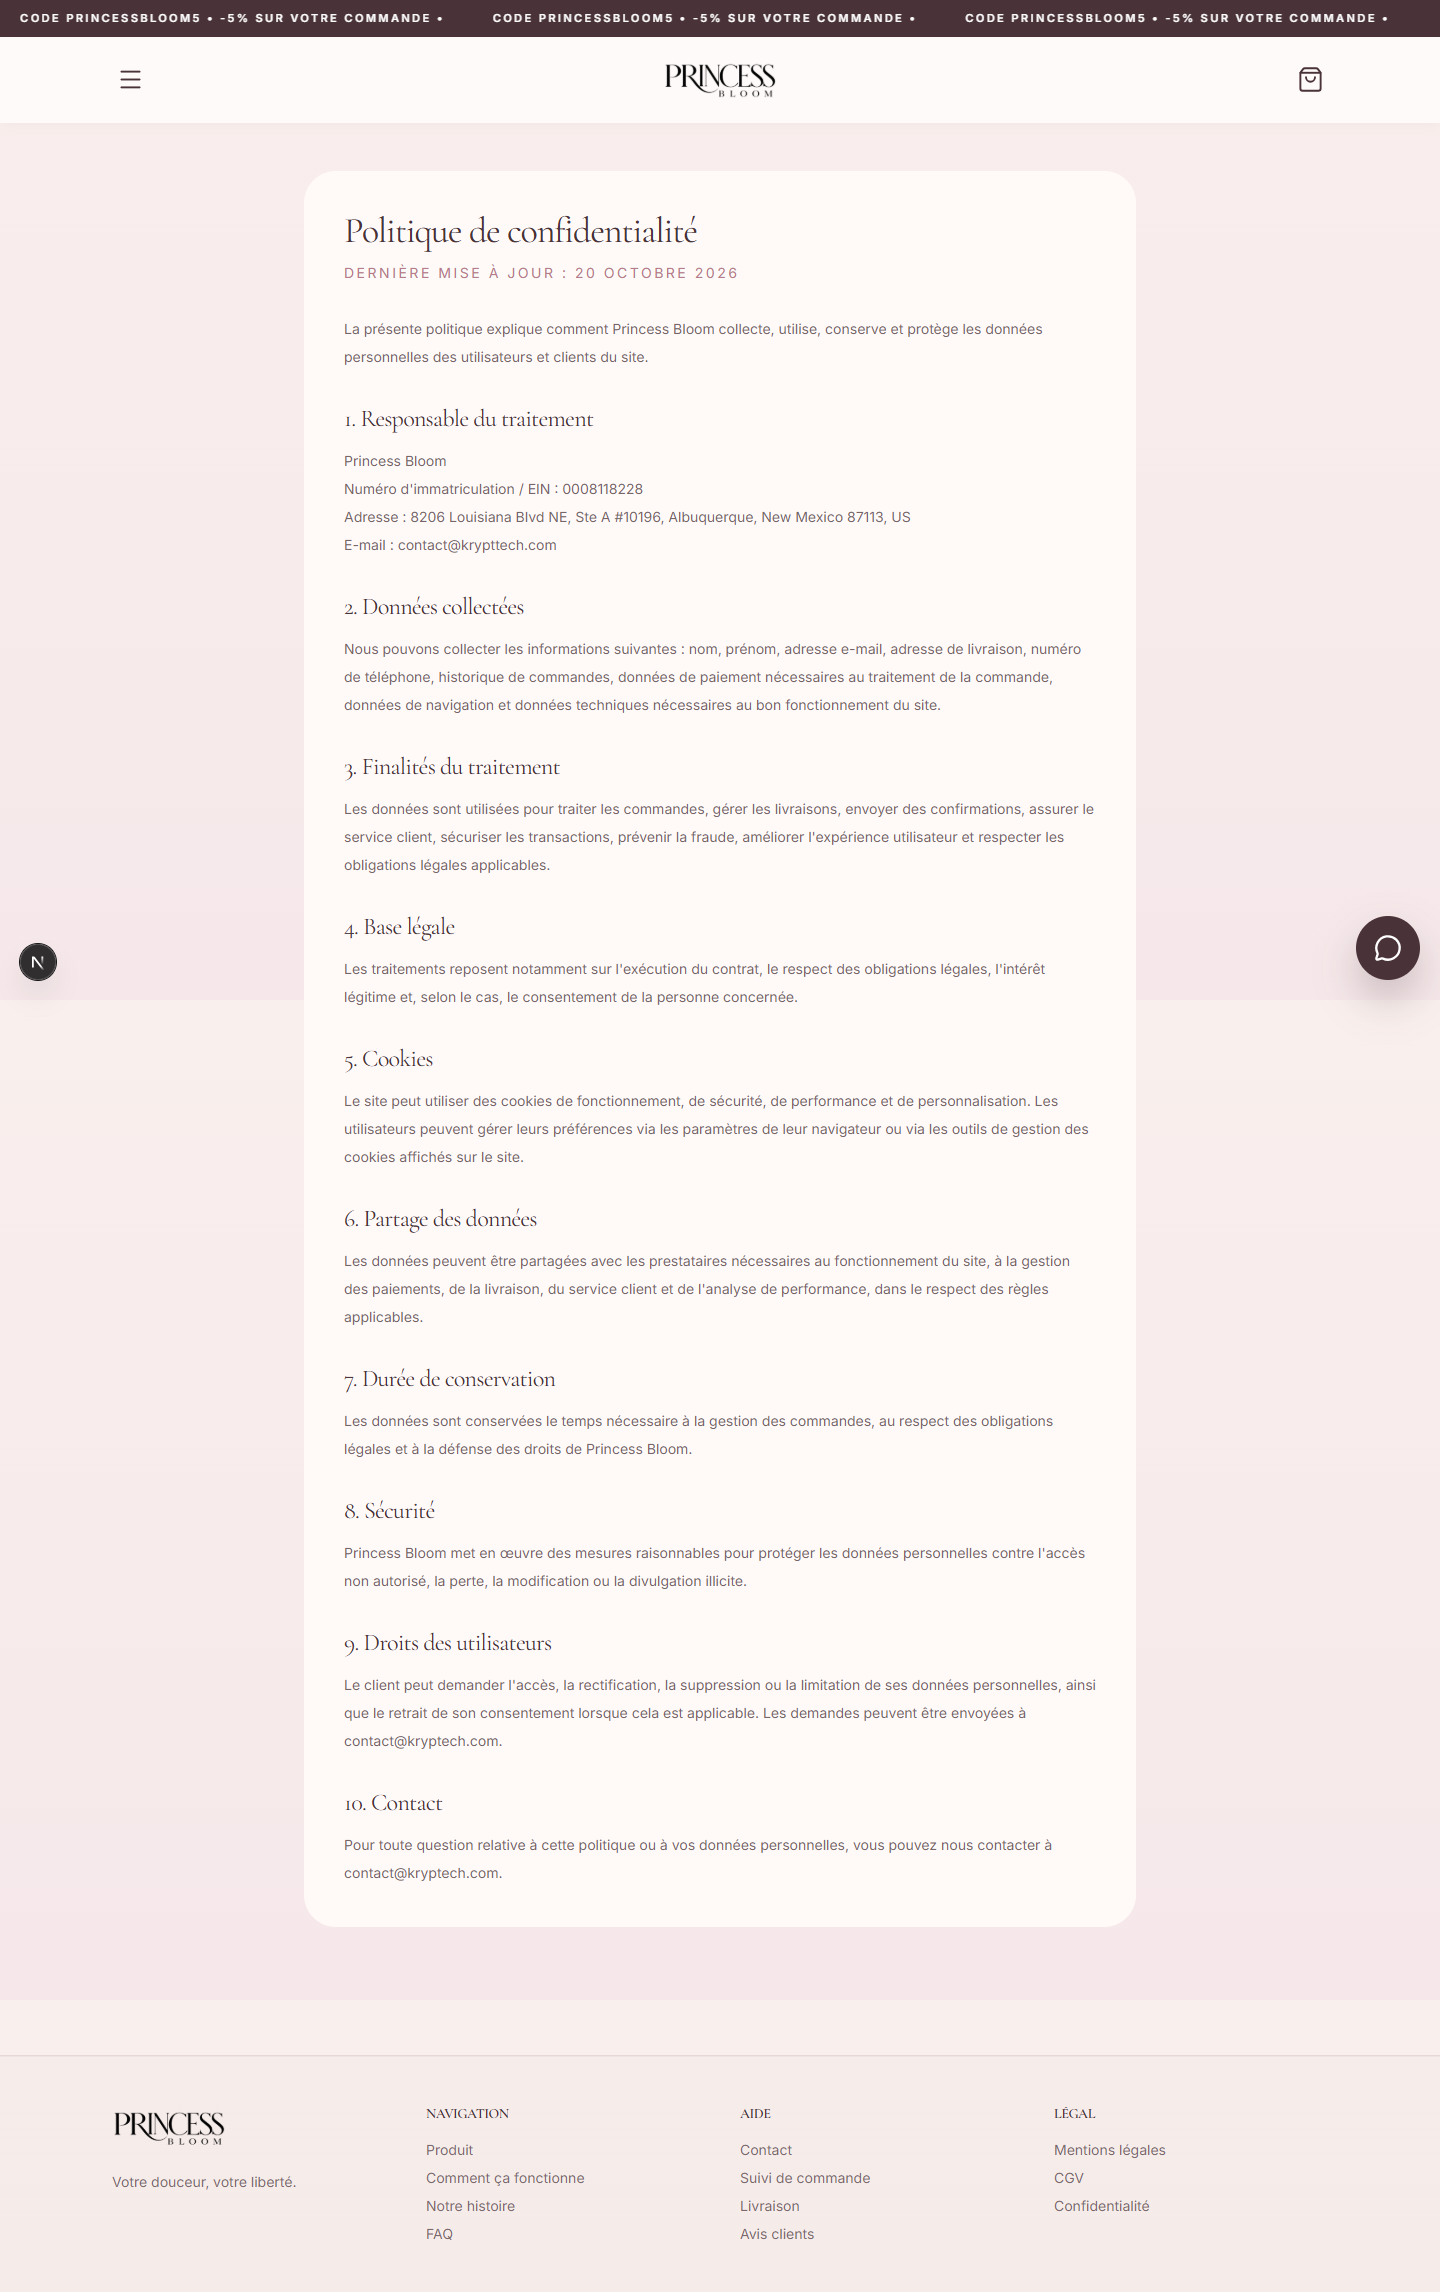 CODE PRINCESSBLOOM5 • -5% SUR VOTRE COMMANDE • CODE PRINCESSBLOOM5 • -5% SUR VOTRE COMMANDE • CODE PRINCESSBLOOM5 • -5% SUR VOTRE COMMANDE •
PRINCESS
BLOOM
Politique de confidentialité
DERNIÈRE MISE À JOUR : 20 OCTOBRE 2026
La présente politique explique comment Princess Bloom collecte, utilise, conserve et protège les données
personnelles des utilisateurs et clients du site.
1. Responsable du traitement
Princess Bloom
Numéro d'immatriculation / EIN : 0008118228
Adresse : 8206 Louisiana Blvd NE, Ste A #10196, Albuquerque, New Mexico 87113, US
E-mail : contact@krypttech.com
2. Données collectées
Nous pouvons collecter les informations suivantes : nom, prénom, adresse e-mail, adresse de livraison, numéro
de téléphone, historique de commandes, données de paiement nécessaires au traitement de la commande,
données de navigation et données techniques nécessaires au bon fonctionnement du site.
3. Finalités du traitement
Les données sont utilisées pour traiter les commandes, gérer les livraisons, envoyer des confirmations, assurer le
service client, sécuriser les transactions, prévenir la fraude, améliorer l'expérience utilisateur et respecter les
obligations légales applicables.
4. Base légale
Les traitements reposent notamment sur l'exécution du contrat, le respect des obligations légales, l'intérêt
légitime et, selon le cas, le consentement de la personne concernée.
N
5. Cookies
Le site peut utiliser des cookies de fonctionnement, de sécurité, de performance et de personnalisation. Les
utilisateurs peuvent gérer leurs préférences via les paramètres de leur navigateur ou via les outils de gestion des
cookies affichés sur le site.
6. Partage des données
Les données peuvent être partagées avec les prestataires nécessaires au fonctionnement du site, à la gestion
des paiements, de la livraison, du service client et de l'analyse de performance, dans le respect des règles
applicables.
7. Durée de conservation
Les données sont conservées le temps nécessaire à la gestion des commandes, au respect des obligations
légales et à la défense des droits de Princess Bloom.
8. Sécurité
Princess Bloom met en œuvre des mesures raisonnables pour protéger les données personnelles contre l'accès
non autorisé, la perte, la modification ou la divulgation illicite.
9. Droits des utilisateurs
Le client peut demander l'accès, la rectification, la suppression ou la limitation de ses données personnelles, ainsi
que le retrait de son consentement lorsque cela est applicable. Les demandes peuvent être envoyées à
contact@kryptech.com.
10. Contact
Pour toute question relative à cette politique ou à vos données personnelles, vous pouvez nous contacter à
contact@kryptech.com.
PRINCESS
BLOOM
Votre douceur, votre liberté.
NAVIGATION
Produit
Comment ça fonctionne
Notre histoire
FAQ
AIDE
Contact
Suivi de commande
Livraison
Avis clients
LÉGAL
Mentions légales
CGV
Confidentialité